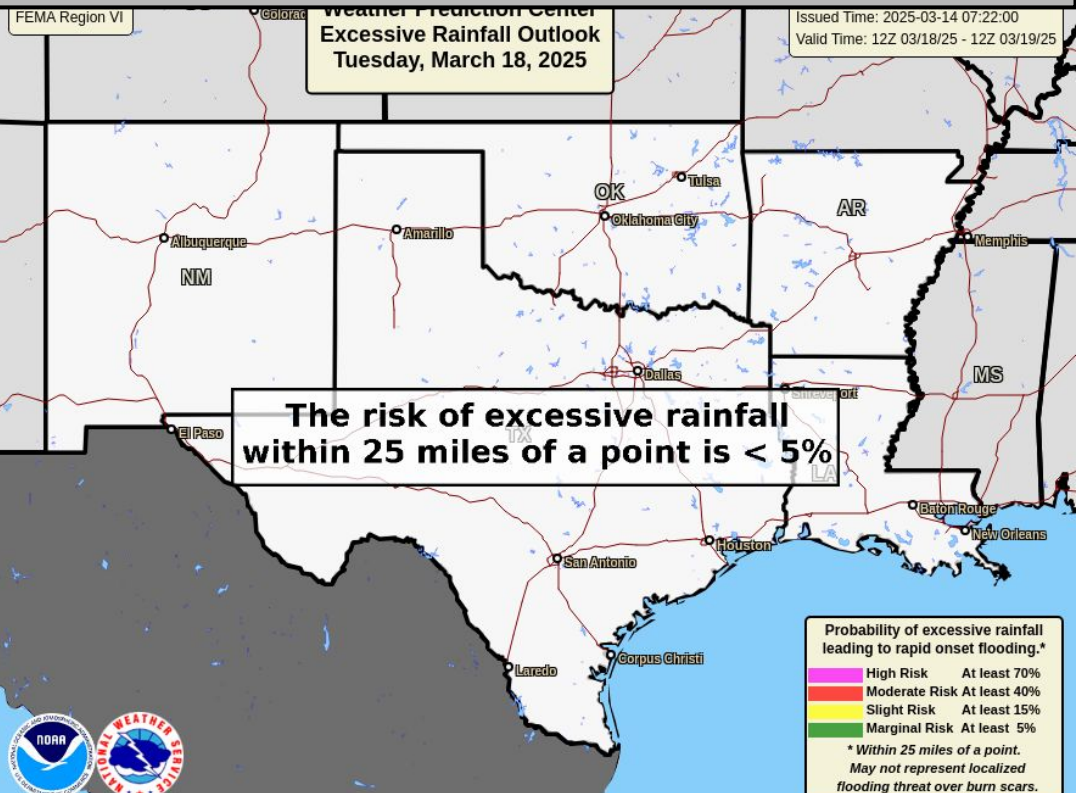 FEMA Region VI
Weather Prediction Center
Excessive Rainfall Outlook
Tuesday, March 18, 2025
Issued Time: 2025-03-14 07:22:00
Valid Time: 12Z 03/18/25 - 12Z 03/19/25
Colorad
Tulsa
OK
AR
Oklahoma City
Amarillo
Albuquerque
Memphis
NM
Dallas
MS
Shreveport
The risk of excessive rainfall
within 25 miles of a point is < 5%
El Paso
TX
LA
Baton Rouge
New Orleans
Houston
San Antonio
Corpus Christi
Laredo
Probability of excessive rainfall
leading to rapid onset flooding.*
High Risk At least 70%
Moderate Risk At least 40%
Slight Risk At least 15%
Marginal Risk At least 5%
* Within 25 miles of a point.
May not represent localized
flooding threat over burn scars.
NOAA
NATIONAL WEATHER SERVICE